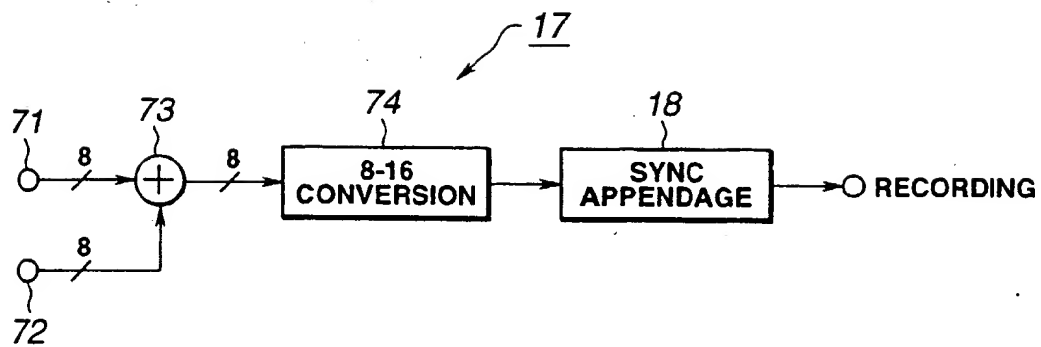 17
71
73
74
18
8
8
8-16
CONVERSION
SYNC
APPENDAGE
RECORDING
8
72